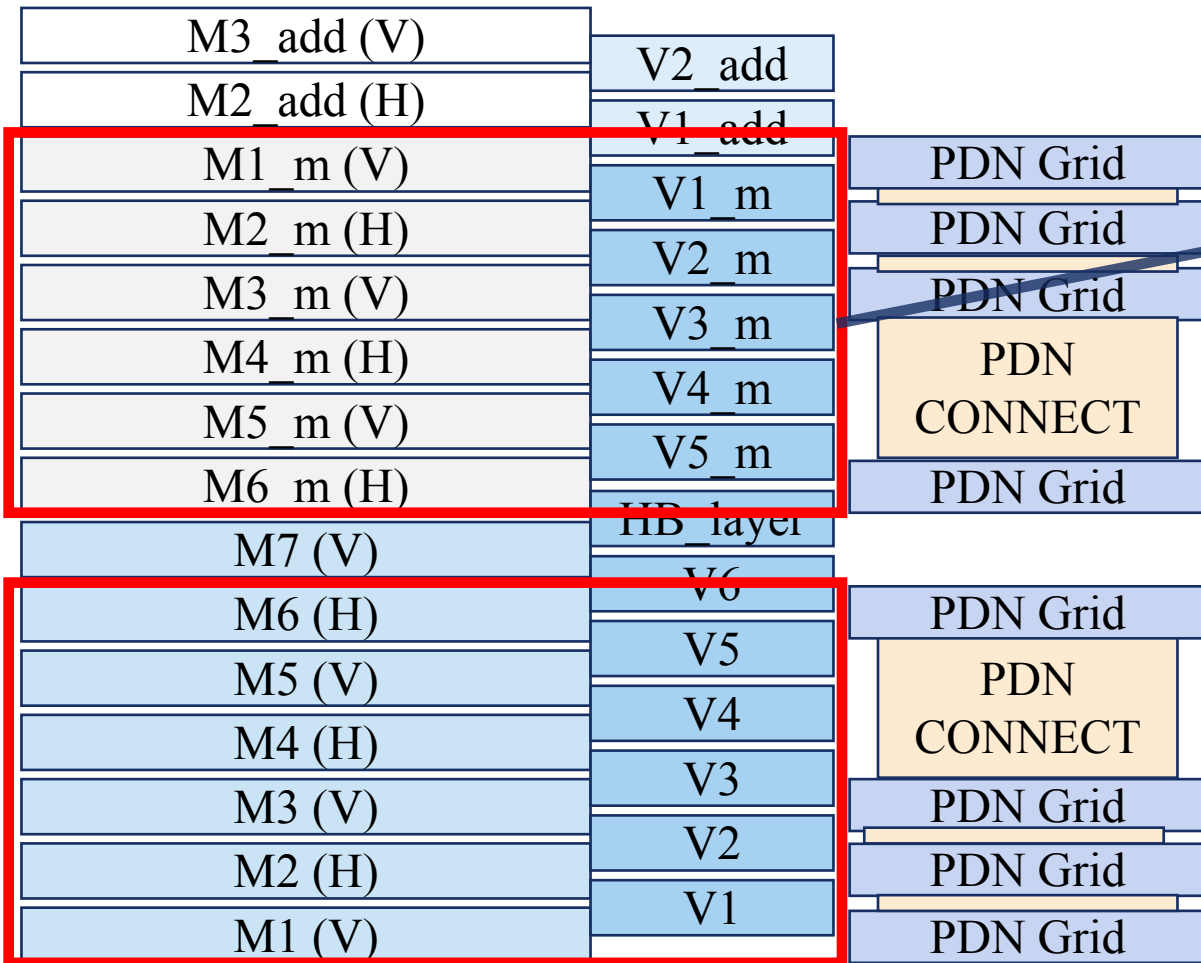 M3_add (V)
V2_add
M2_add (H)
V1_add
M1_m (V)
PDN Grid
V1_m
M2_m (H)
PDN Grid
V2_m
M3_m (V)
PDN Grid
V3_m
M4_m (H)
PDN
CONNECT
V4_m
M5_m (V)
V5_m
M6_m (H)
PDN Grid
HB_layer
M7 (V)
V6
M6 (H)
PDN Grid
V5
M5 (V)
PDN
CONNECT
V4
M4 (H)
V3
M3 (V)
PDN Grid
V2
M2 (H)
PDN Grid
V1
M1 (V)
PDN Grid